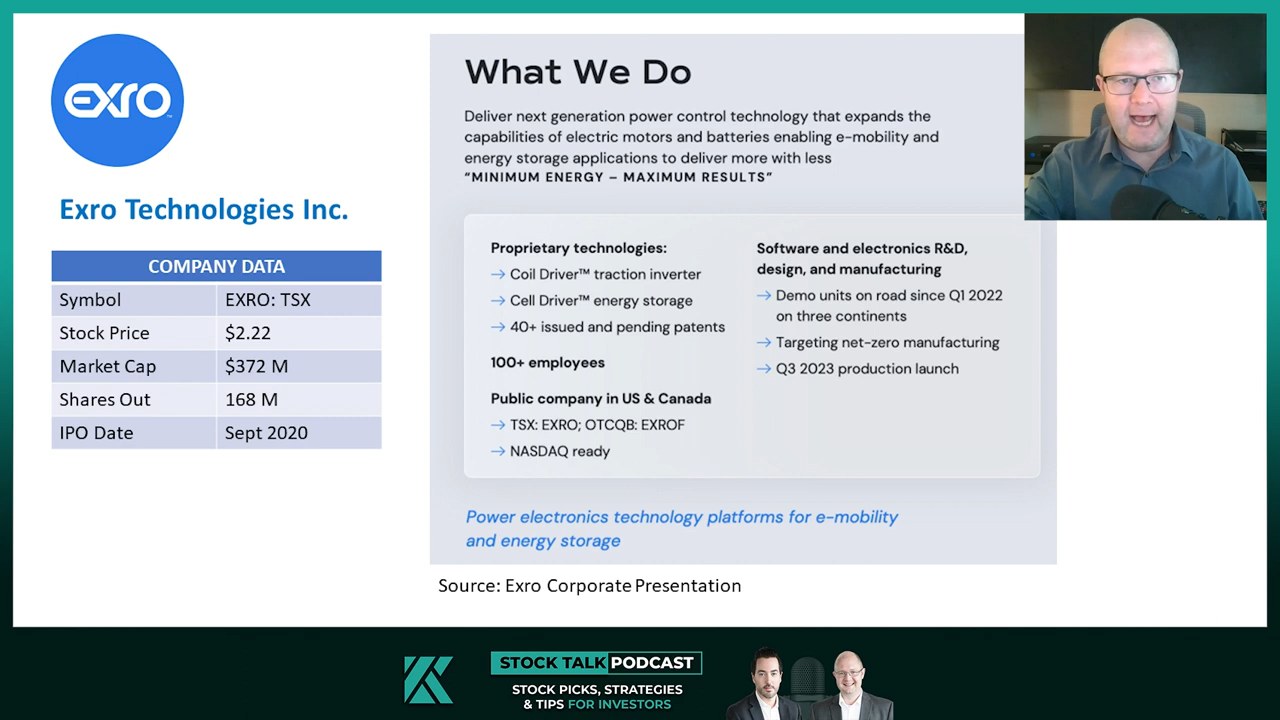 exro™
Exro Technologies Inc.
COMPANY DATA
Symbol EXRO: TSX
Stock Price $2.22
Market Cap $372 M
Shares Out 168 M
IPO Date Sept 2020
What We Do
Deliver next generation power control technology that expands the
capabilities of electric motors and batteries enabling e-mobility and
energy storage applications to deliver more with less
“MINIMUM ENERGY – MAXIMUM RESULTS”
Proprietary technologies:
→ Coil Driver™ traction inverter
→ Cell Driver™ energy storage
→ 40+ issued and pending patents
100+ employees
Public company in US & Canada
→ TSX: EXRO; OTCQB: EXROF
→ NASDAQ ready
Software and electronics R&D,
design, and manufacturing
→ Demo units on road since Q1 2022
on three continents
→ Targeting net-zero manufacturing
→ Q3 2023 production launch
Power electronics technology platforms for e-mobility
and energy storage
Source: Exro Corporate Presentation
K
STOCK TALK PODCAST
STOCK PICKS, STRATEGIES
& TIPS FOR INVESTORS